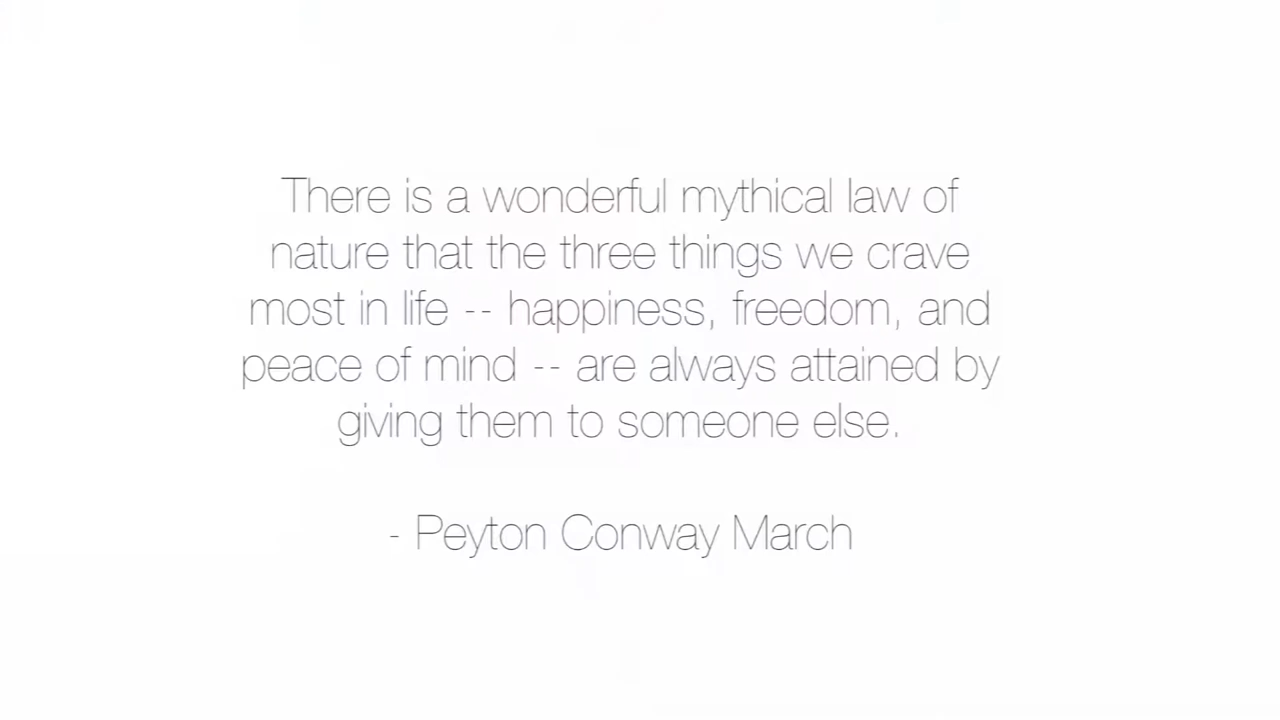 There is a wonderful mythical law of
nature that the three things we crave
most in life -- happiness, freedom, and
peace of mind -- are always attained by
giving them to someone else.
- Peyton Conway March